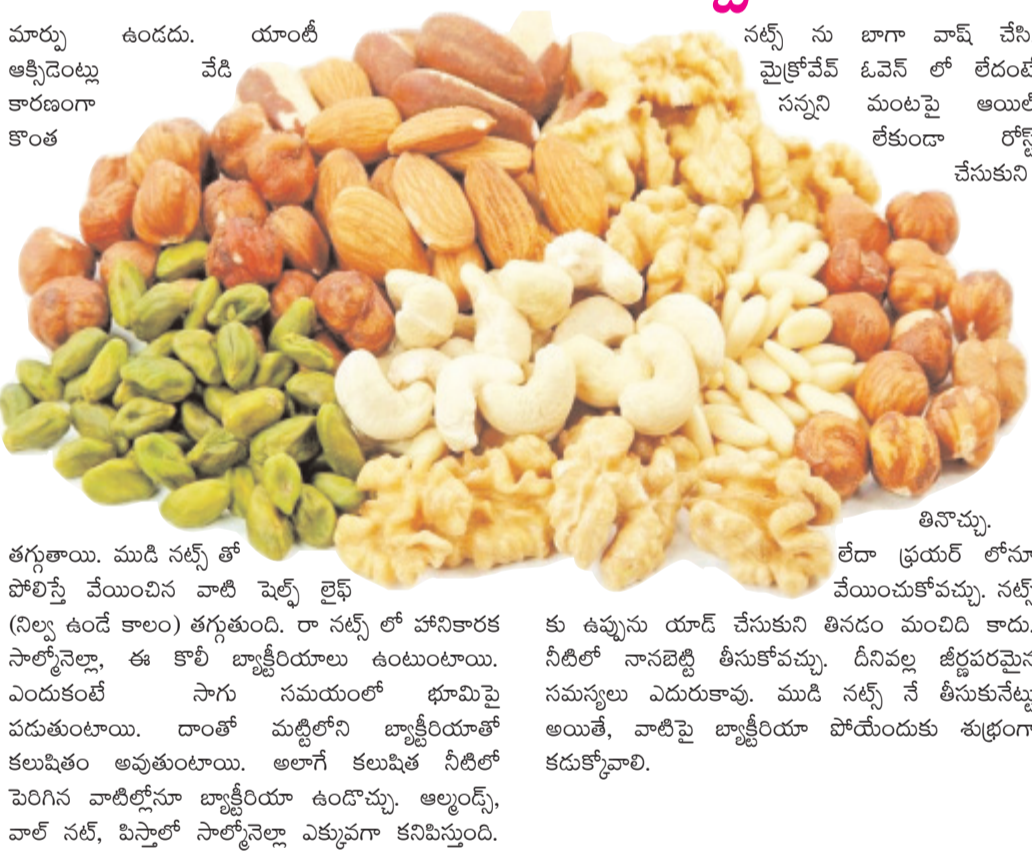 మార్పు ఉండదు. యాంటీ
ఆక్సిడెంట్లు వేడి
కారణంగా
కొంత
తగ్గుతాయి. ముడి నట్స్ తో
పోలిస్తే వేయించిన వాటి షెల్ఫ్ లైఫ్
(నిల్వ ఉండే కాలం) తగ్గుతుంది. రా నట్స్ లో హానికారక
సాల్మోనెల్లా, ఈ కొలీ బ్యాక్టీరియాలు ఉంటుంటాయి.
ఎందుకంటే సాగు సమయంలో భూమిపై
పడుతుంటాయి. దాంతో మట్టిలోని బ్యాక్టీరియాతో
కలుషితం అవుతుంటాయి. అలాగే కలుషిత నీటిలో
పెరిగిన వాటిల్లోనూ బ్యాక్టీరియా ఉండొచ్చు. ఆల్మండ్స్,
వాల్ నట్, పిస్తాలో సాల్మోనెల్లా ఎక్కువగా కనిపిస్తుంది.
నట్స్ ను బాగా వాష్ చేసి
మైక్రోవేవ్ ఓవెన్ లో లేదంటే
సన్నని మంటపై ఆయిల్
లేకుండా రోస్ట్
చేసుకుని
తినొచ్చు.
లేదా ఫ్రయర్ లోనూ
వేయించుకోవచ్చు. నట్స్
కు ఉప్పును యాడ్ చేసుకుని తినడం మంచిది కాదు.
నీటిలో నానబెట్టి తీసుకోవచ్చు. దీనివల్ల జీర్ణపరమైన
సమస్యలు ఎదురుకావు. ముడి నట్స్ నే తీసుకునేట్టు
అయితే, వాటిపై బ్యాక్టీరియా పోయేందుకు శుభ్రంగా
కడుక్కోవాలి.